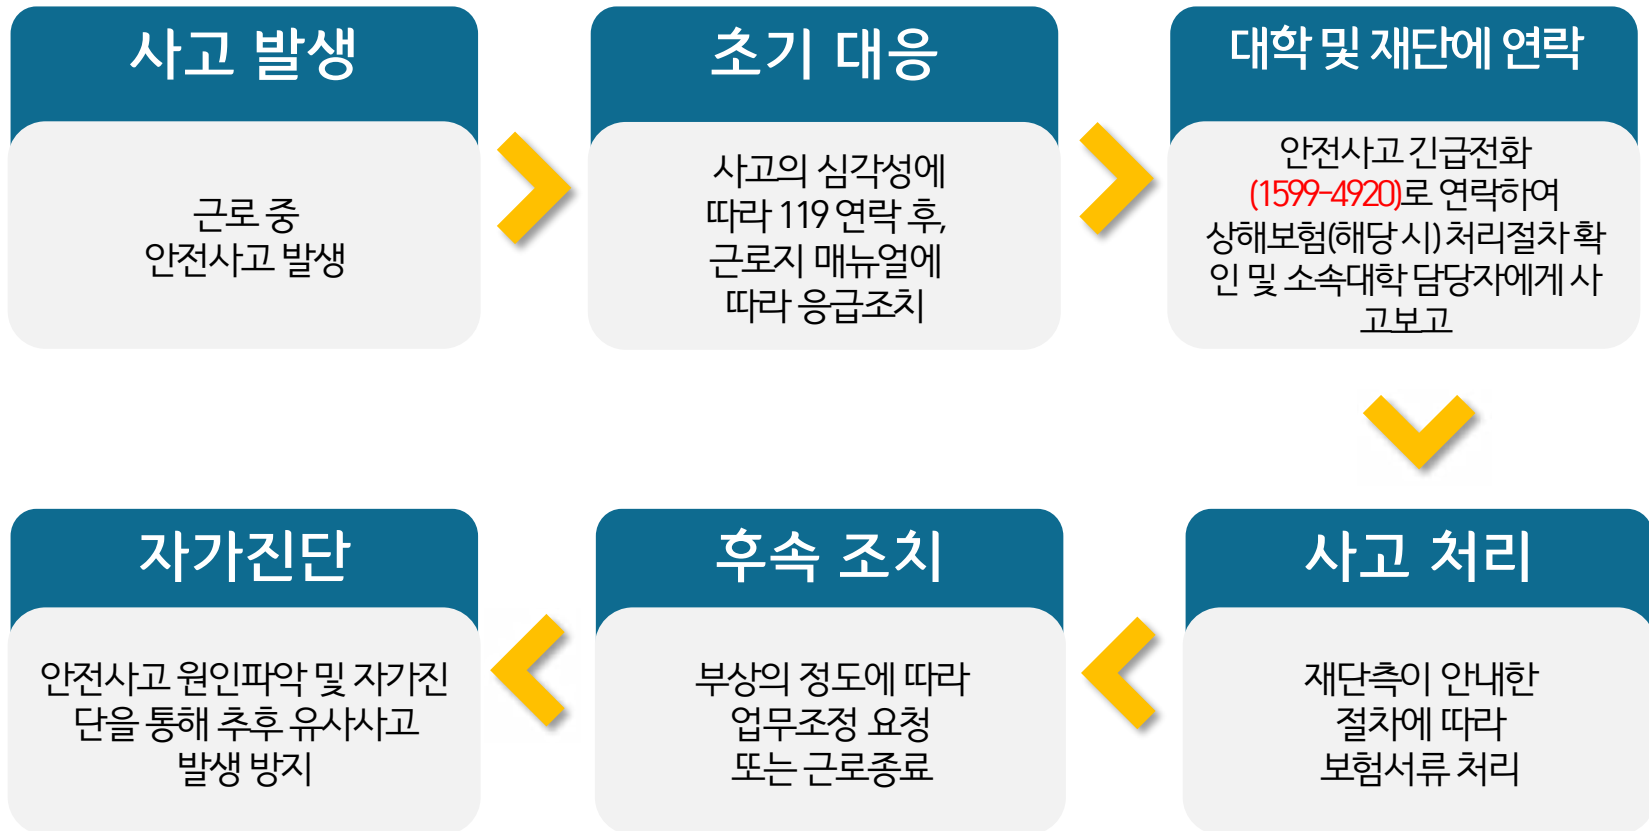 사고 발생
근로 중
안전사고 발생
초기 대응
사고의 심각성에
따라 119 연락 후,
근로지 매뉴얼에
따라 응급조치
대학 및 재단에 연락
안전사고 긴급전화
(1599-4920)로 연락하여
상해보험(해당 시) 처리절차 확
인 및 소속대학 담당자에게 사
고보고
사고 처리
재단측이 안내한
절차에 따라
보험서류 처리
후속 조치
부상의 정도에 따라
업무조정 요청
또는 근로종료
자가진단
안전사고 원인파악 및 자가진
단을 통해 추후 유사사고
발생 방지